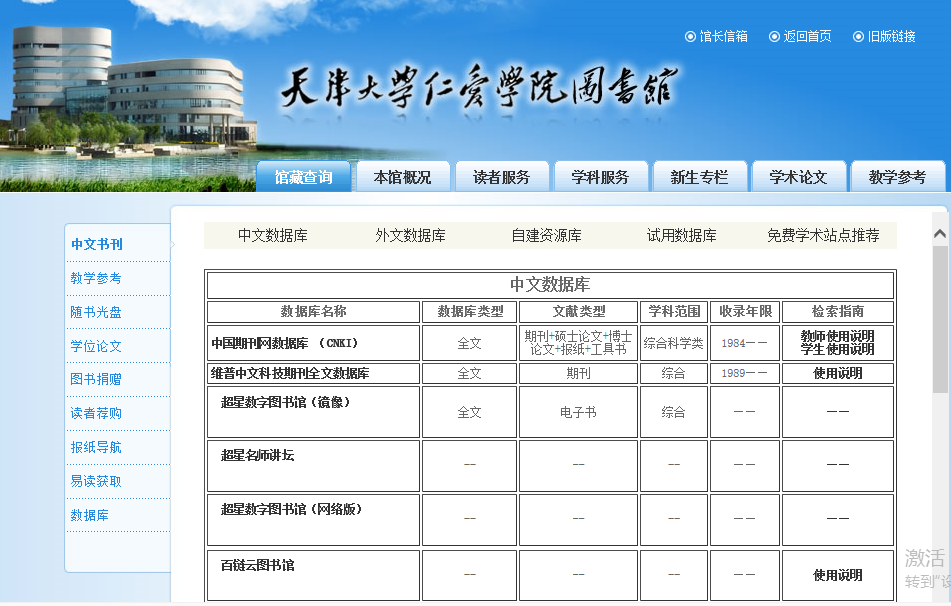 馆长信箱 返回首页 旧版链接
天津大学仁爱學院圖書館
馆藏查询 本馆概况 读者服务 学科服务 新生专栏 学术论文 教学参考
中文书刊
教学参考
随书光盘
学位论文
图书捐赠
读者荐购
报纸导航
易读获取
数据库
中文数据库 外文数据库 自建资源库 试用数据库 免费学术站点推荐
中文数据库
数据库名称 数据库类型 文献类型 学科范围 收录年限 检索指南
中国期刊网数据库 (CNKI) 全文 期刊+硕士论文+博士 综合科学类 1984—— 教师使用说明
论文+报纸+工具书 学生使用说明
维普中文科技期刊全文数据库 全文 期刊 综合 1989—— 使用说明
超星数字图书馆（镜像） 全文 电子书 综合 —— ——
超星名师讲坛 -- -- -- —— ——
超星数字图书馆（网络版） -- -- -- —— ——
百链云图书馆 -- -- -- —— 使用说明
激活
转到“设